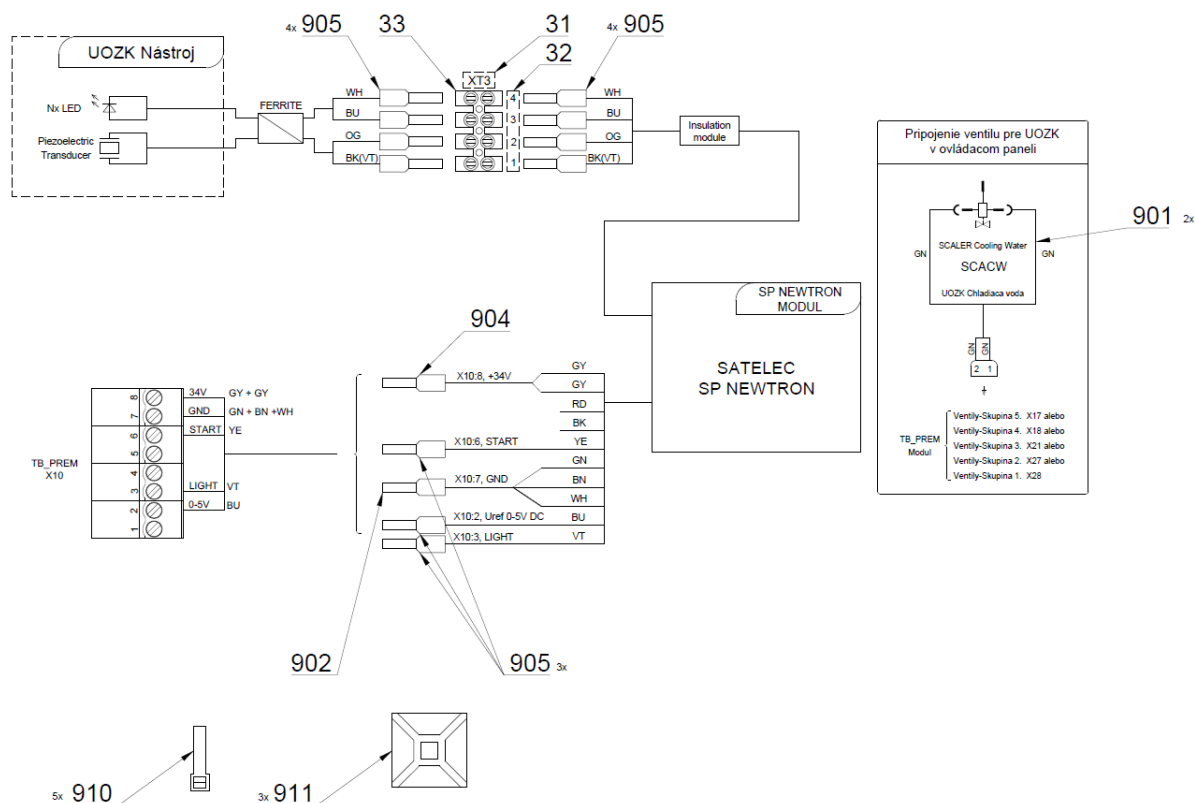 UOZK Nástroj
Nx LED
Piezoelectric
Transducer
FERRITE
4x 905
33
31
32
4x 905
XT3
WH
BU
OG
BK(VT)
4
3
2
1
WH
BU
OG
BK(VT)
Insulation
module
SP NEWTRON
MODUL
SATELEC
SP NEWTRON
Pripojenie ventilu pre UOZK
v ovládacom paneli
GN
SCALER Cooling Water
GN
SCACW
UOZK Chladiaca voda
GN
GN
2 1
TB_PREM
Modul
Ventily-Skupina 5. X17 alebo
Ventily-Skupina 4. X18 alebo
Ventily-Skupina 3. X21 alebo
Ventily-Skupina 2. X27 alebo
Ventily-Skupina 1. X28
901 2x
TB_PREM
X10
8 34V GY + GY
7 GND GN + BN +WH
6 START YE
5
4
3 LIGHT VT
2 0-5V BU
1
904
X10:8, +34V
X10:6, START
X10:7, GND
X10:2, Uref 0-5V DC
X10:3, LIGHT
GY
GY
RD
BK
YE
GN
BN
WH
BU
VT
902
905 3x
5x 910
3x 911